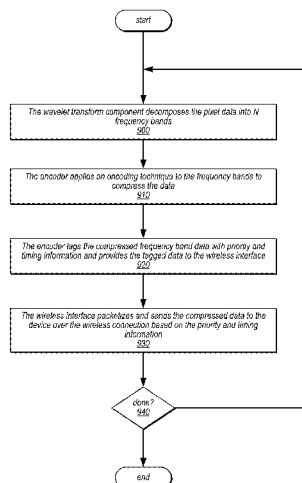 start
The wavelet transform component decomposes the pixel data into N
frequency bands
900
The encoder applies an encoding technique to the frequency bands to
compress the data
910
The encoder tags the compressed frequency band data with priority and
timing information and provides the tagged data to the wireless interface
920
The wireless interface packetizes and sends the compressed data to the
device over the wireless connection based on the priority and timing
information
930
done?
940
end